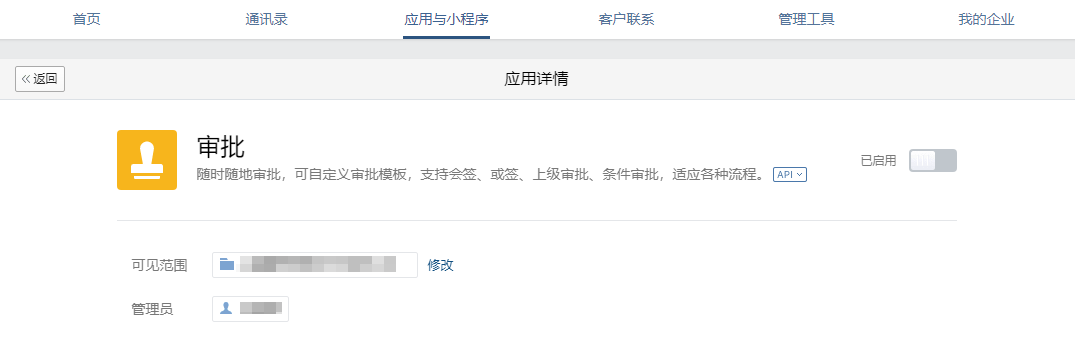 首页 通讯录 应用与小程序 客户联系 管理工具 我的企业
返回 应用详情
审批
随时随地审批，可自定义审批模板，支持会签、或签、上级审批、条件审批，适应各种流程。 API
已启用
可见范围 修改
管理员